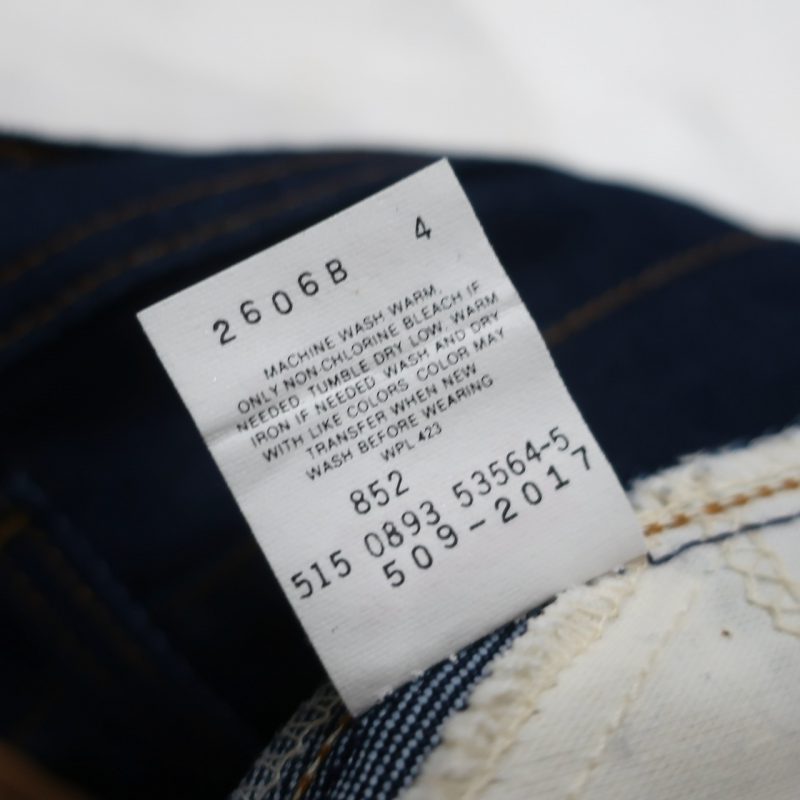 2606B 4
MACHINE WASH WARM,
ONLY NON-CHLORINE BLEACH IF
NEEDED. TUMBLE DRY LOW. WARM
IRON IF NEEDED. WASH AND DRY
WITH LIKE COLORS. COLOR MAY
TRANSFER WHEN NEW
WASH BEFORE WEARING
WPL 423
852
515 0893 53564-5
509-2017